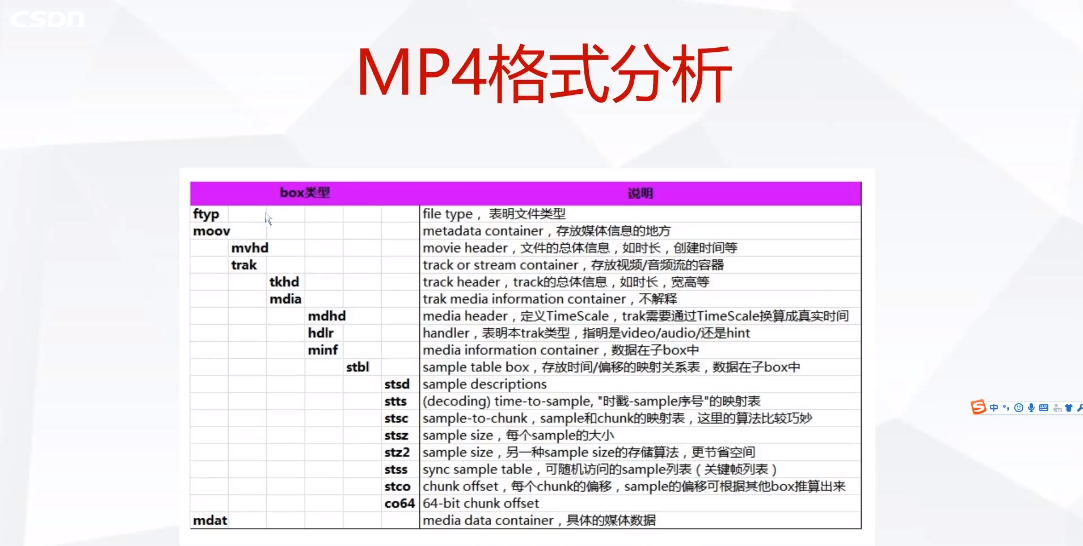 CSDN
MP4格式分析
box类型 说明
ftyp file type， 表明文件类型
moov metadata container，存放媒体信息的地方
mvhd movie header，文件的总体信息，如时长，创建时间等
trak track or stream container，存放视频/音频流的容器
tkhd track header，track的总体信息，如时长，宽高等
mdia trak media information container，不解释
mdhd media header，定义TimeScale，trak需要通过TimeScale换算成真实时间
hdlr handler，表明本trak类型，指明是video/audio/还是hint
minf media information container，数据在子box中
stbl sample table box，存放时间/偏移的映射关系表，数据在子box中
stsd sample descriptions
stts (decoding) time-to-sample, "时戳-sample序号"的映射表
stsc sample-to-chunk，sample和chunk的映射表，这里的算法比较巧妙
stsz sample size，每个sample的大小
stz2 sample size，另一种sample size的存储算法，更节省空间
stss sync sample table，可随机访问的sample列表（关键帧列表）
stco chunk offset，每个chunk的偏移，sample的偏移可根据其他box推算出来
co64 64-bit chunk offset
mdat media data container，具体的媒体数据
S 中